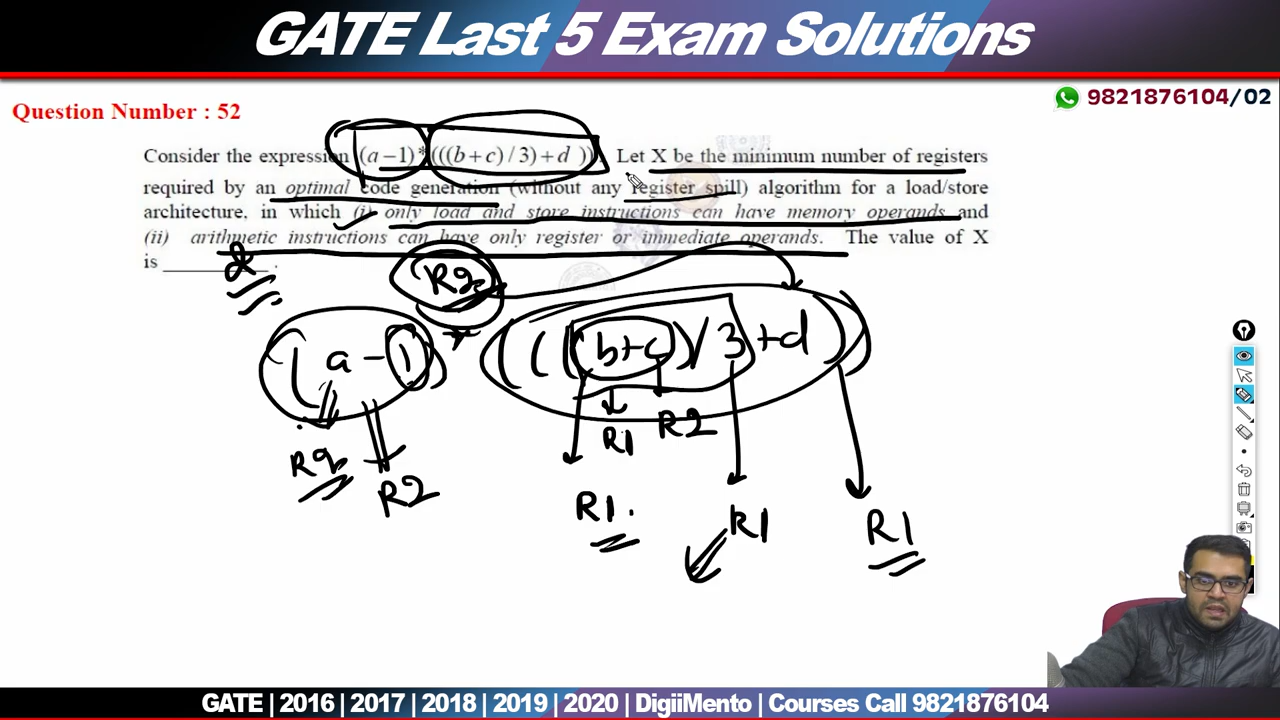 GATE Last 5 Exam Solutions
Question Number : 52
9821876104/02
Consider the expression (a−1)*(((b+c)/3)+d)). Let X be the minimum number of registers
required by an optimal code generation (without any register spill) algorithm for a load/store
architecture, in which (i) only load and store instructions can have memory operands and
(ii) arithmetic instructions can have only register or immediate operands. The value of X
is ________.
2
R2
(a-1) * (((b+c)/3+d))
R1 R2
R2 R2
R1. R1 R1
GATE | 2016 | 2017 | 2018 | 2019 | 2020 | DigiiMento | Courses Call 9821876104